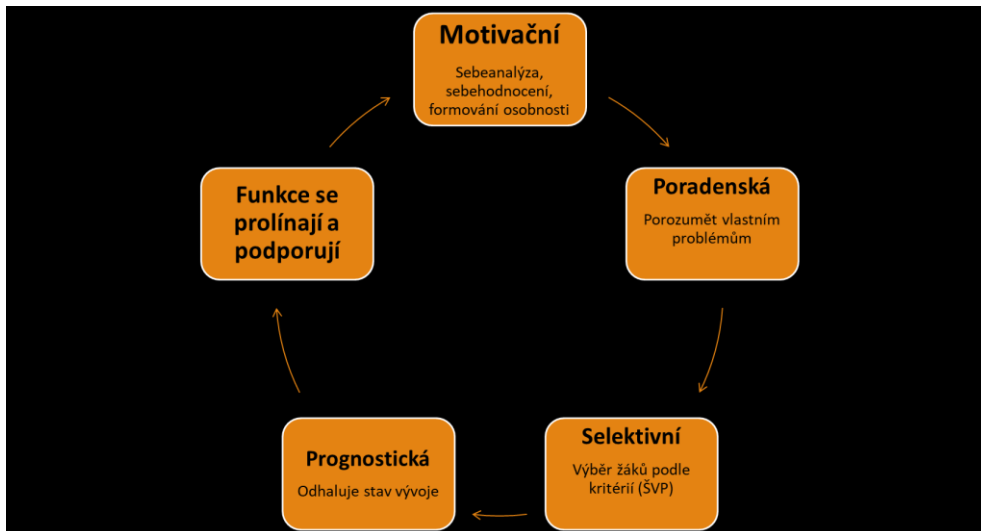 Motivační
Sebeanalýza,
sebehodnocení,
formování osobnosti
Poradenská
Porozumět vlastním
problémům
Selektivní
Výběr žáků podle
kritérií (ŠVP)
Prognostická
Odhaluje stav vývoje
Funkce se
prolínají a
podporují